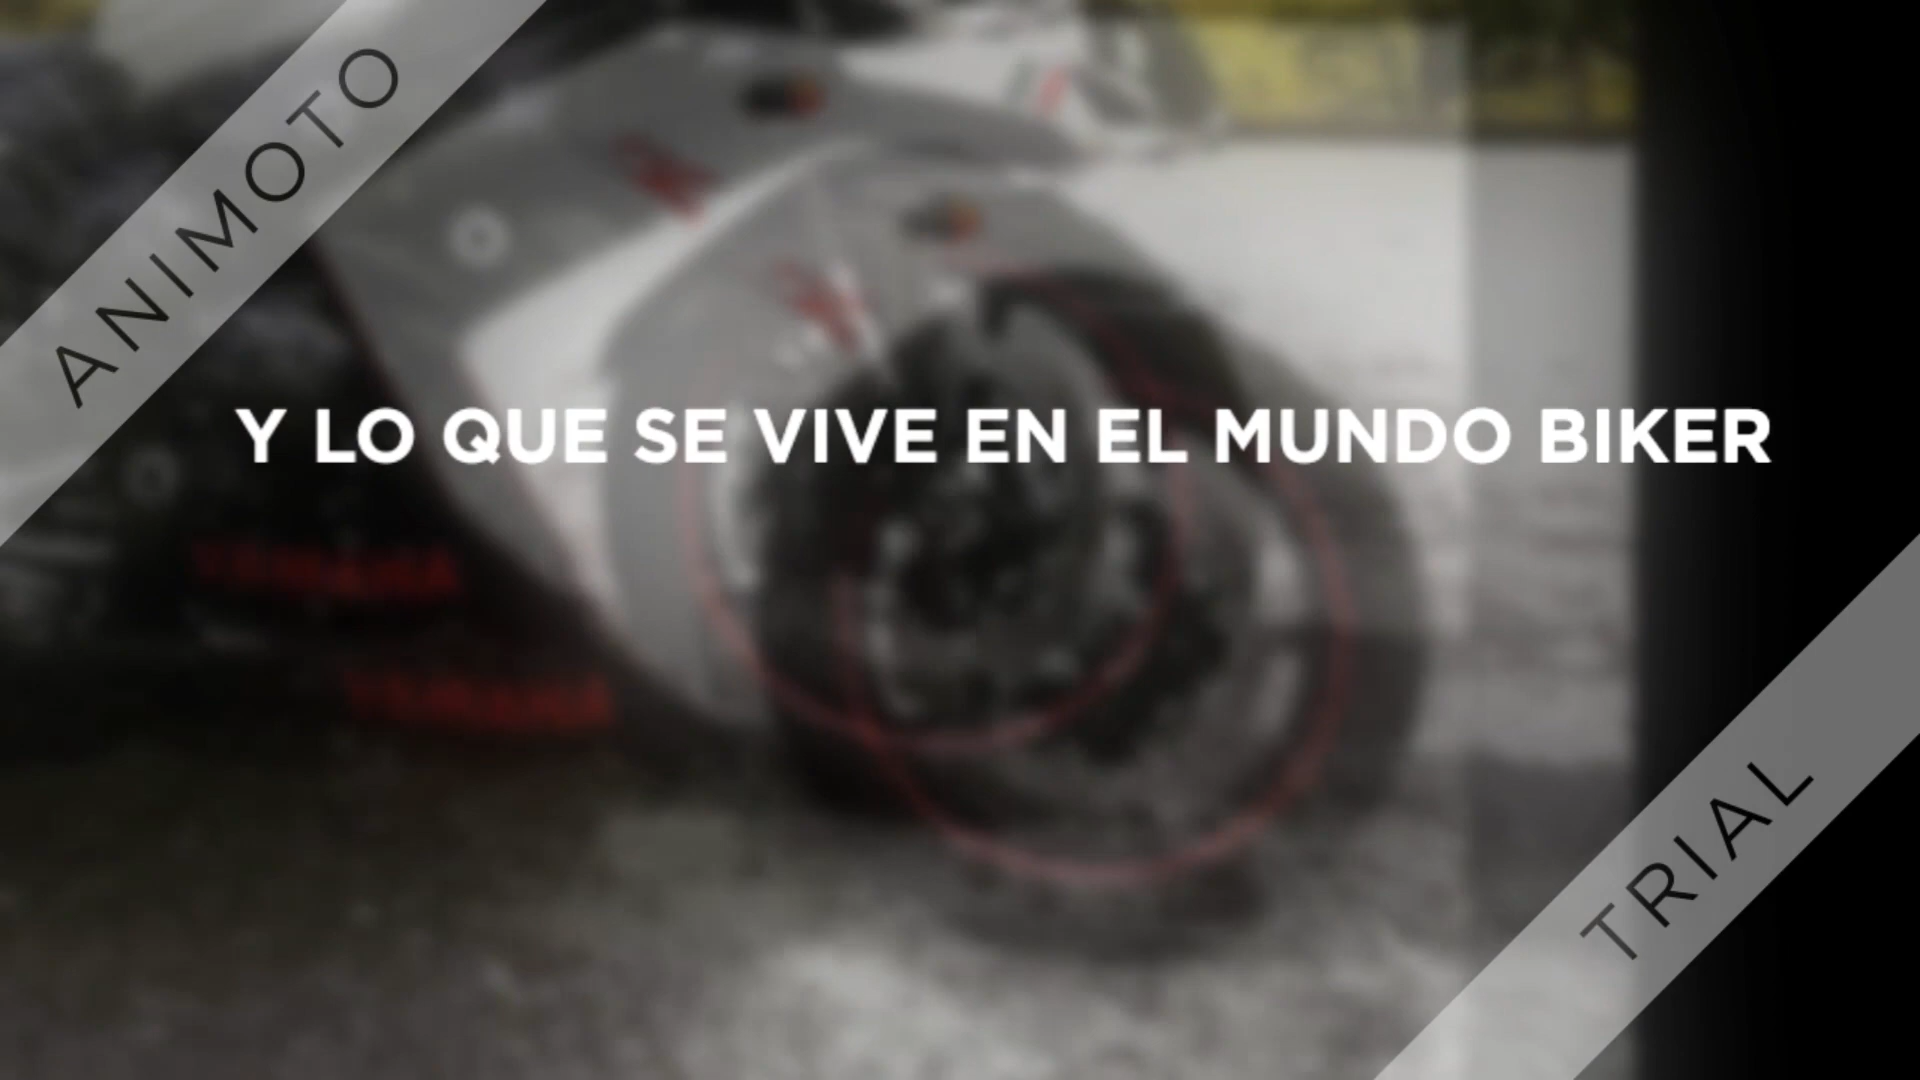 ANIMOTO
Y LO QUE SE VIVE EN EL MUNDO BIKER
TRIAL